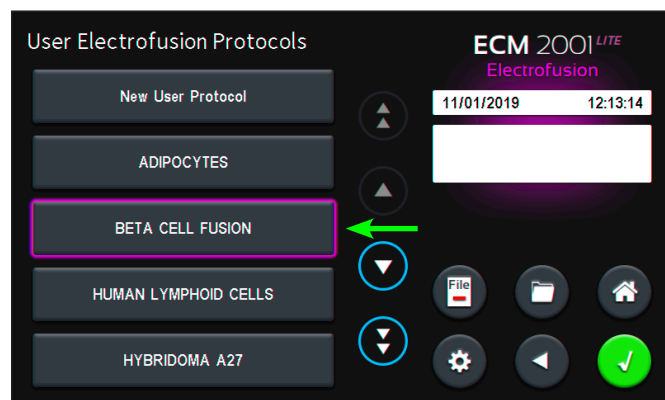 User Electrofusion Protocols
New User Protocol
ADIPOCYTES
BETA CELL FUSION
HUMAN LYMPHOID CELLS
HYBRIDOMA A27
ECM 2001 LITE
Electrofusion
11/01/2019 12:13:14
File